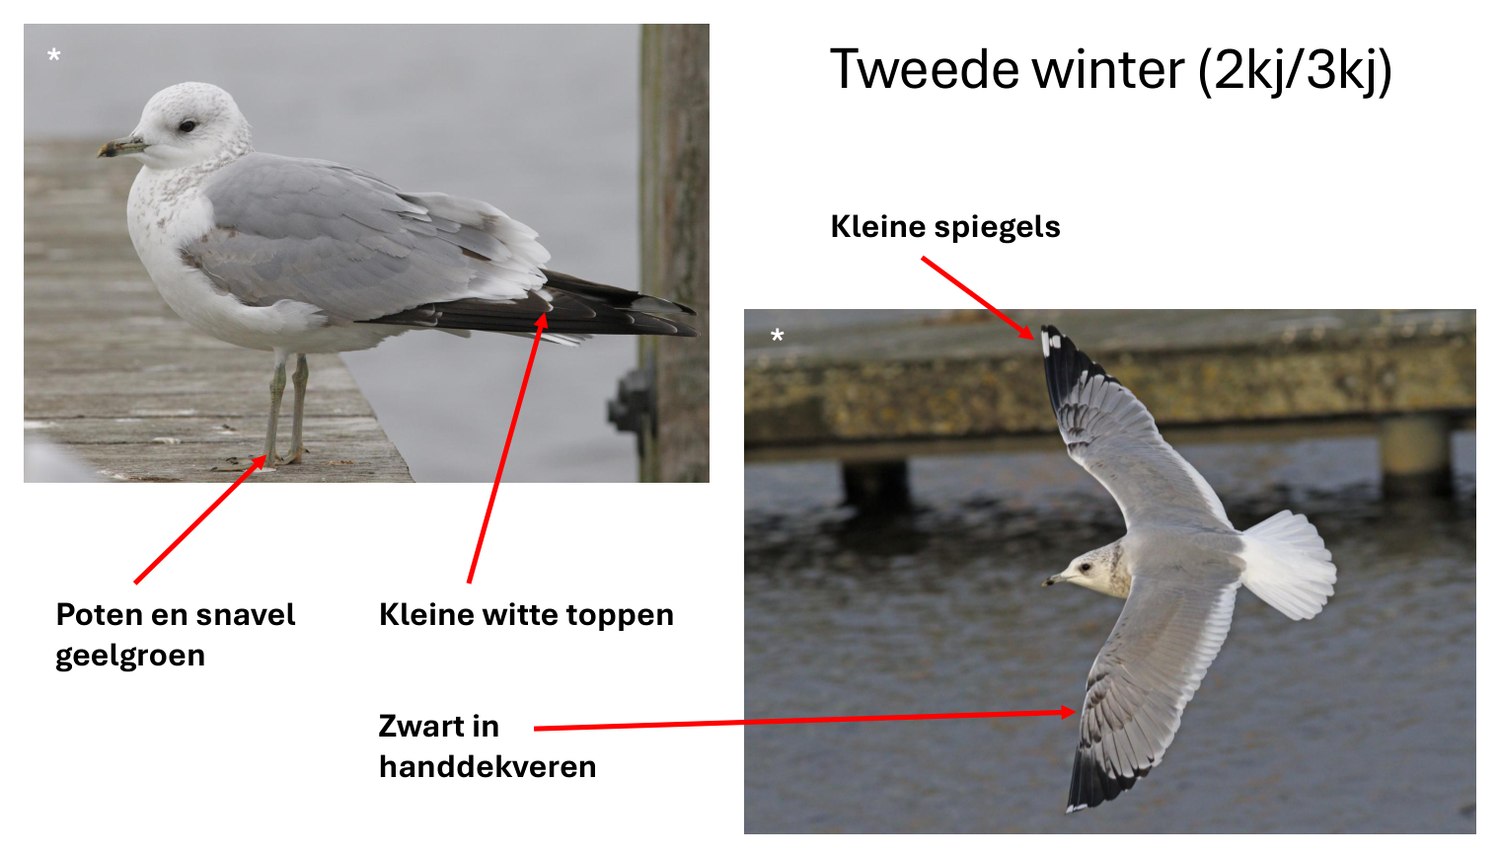 *
Tweede winter (2kj/3kj)
Kleine spiegels
*
Poten en snavel
geelgroen
Kleine witte toppen
Zwart in
handdekveren